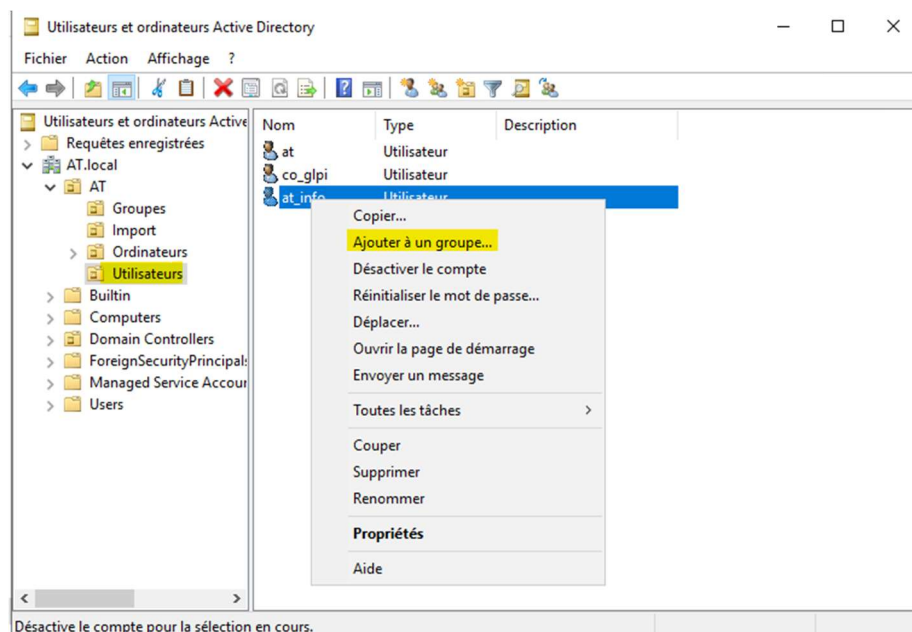 Utilisateurs et ordinateurs Active Directory
Fichier Action Affichage ?
Utilisateurs et ordinateurs Active
Requêtes enregistrées
AT.local
AT
Groupes
Import
Ordinateurs
Utilisateurs
Builtin
Computers
Domain Controllers
ForeignSecurityPrincipal
Managed Service Accour
Users
Nom Type Description
at Utilisateur
co_glpi Utilisateur
at_info Utilisateur
Copier...
Ajouter à un groupe...
Désactiver le compte
Réinitialiser le mot de passe...
Déplacer...
Ouvrir la page de démarrage
Envoyer un message
Toutes les tâches
Couper
Supprimer
Renommer
Propriétés
Aide
Désactive le compte pour la sélection en cours.